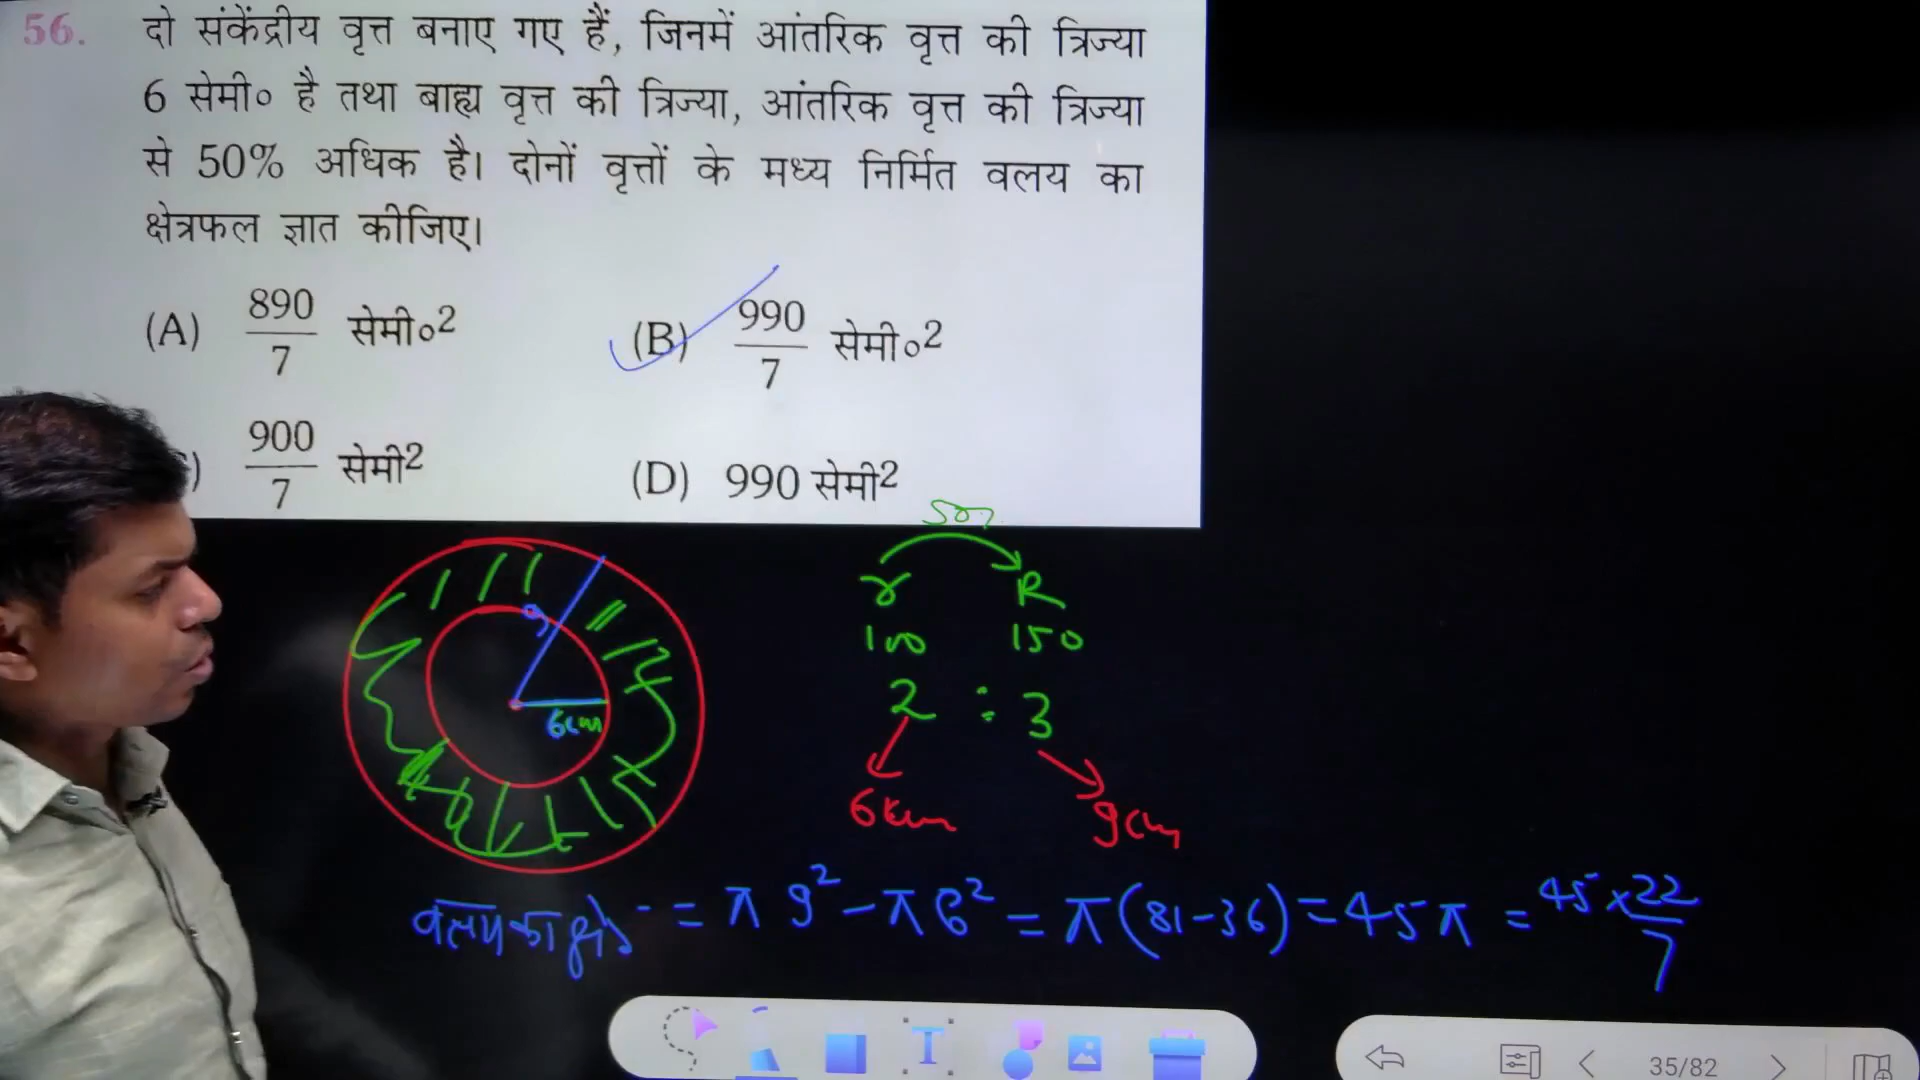 56. दो संकेंद्रीय वृत्त बनाए गए हैं, जिनमें आंतरिक वृत्त की त्रिज्या
6 सेमी० है तथा बाह्य वृत्त की त्रिज्या, आंतरिक वृत्त की त्रिज्या
से 50% अधिक है। दोनों वृत्तों के मध्य निर्मित वलय का
क्षेत्रफल ज्ञात कीजिए।
(A) 890/7 सेमी०² (B) 990/7 सेमी०²
) 900/7 सेमी² (D) 990 सेमी²
50%
r R
100 150
2 : 3
6cm
6cm 9cm
वलय का क्षे० = π 9² - π 6² = π(81-36) = 45π = 45×22/7
T
35/82